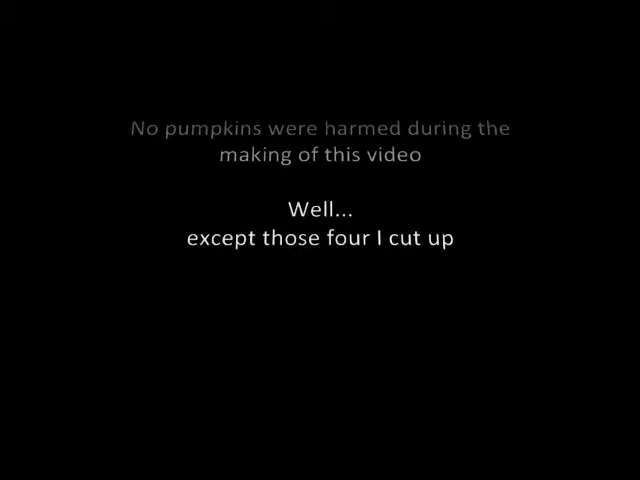 No pumpkins were harmed during the
making of this video
Well...
except those four I cut up